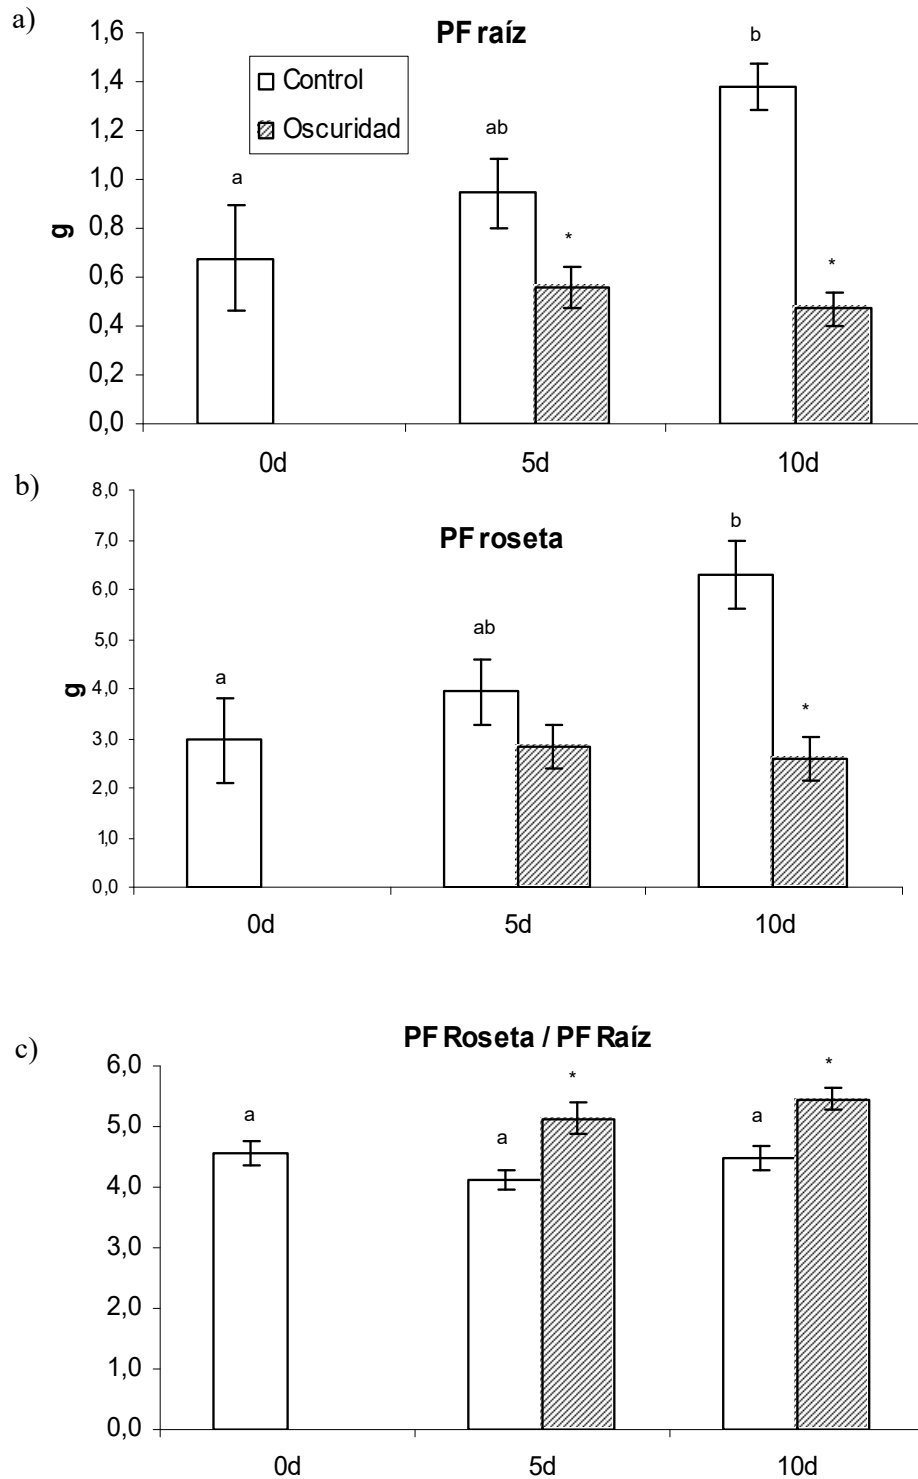 a)
PF raíz
Control
Oscuridad
g
1,6
1,4
1,2
1,0
0,8
0,6
0,4
0,2
0,0
a
ab
*
b
*
0d
5d
10d
b)
PF roseta
g
8,0
7,0
6,0
5,0
4,0
3,0
2,0
1,0
0,0
a
ab
b
*
0d
5d
10d
c)
PF Roseta / PF Raíz
6,0
5,0
4,0
3,0
2,0
1,0
0,0
a
a
*
a
*
0d
5d
10d